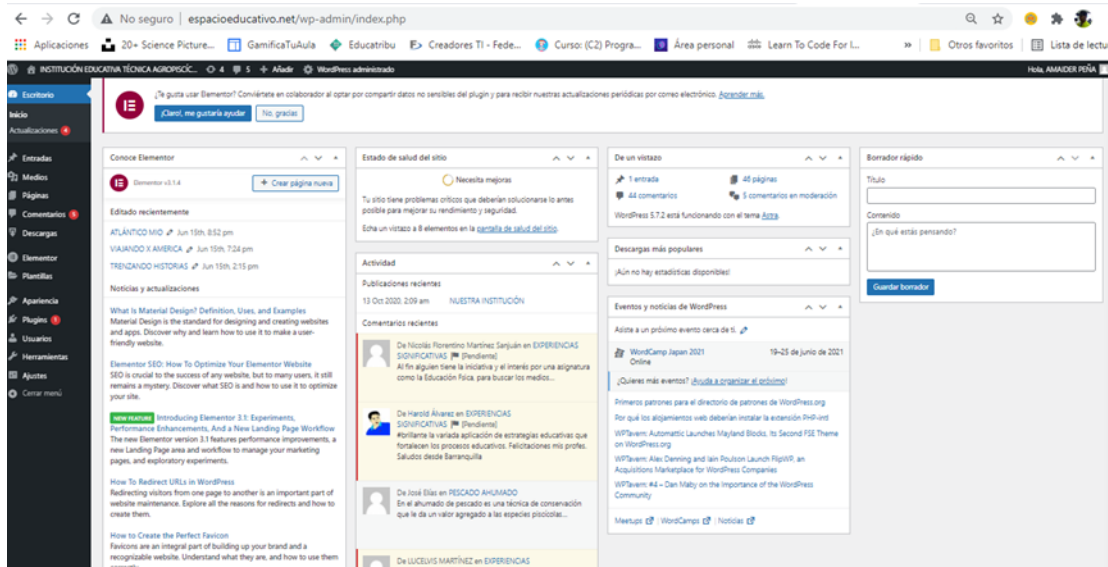 No seguro | espacioeducativo.net/wp-admin/index.php
Aplicaciones 20+ Science Picture... GamificaTuAula Educatribu Creadores TI - Fede... Curso: (C2) Progra... Área personal Learn To Code For I... » Otros favoritos Lista de lectu
INSTITUCIÓN EDUCATIVA TÉCNICA AGROPISCÍC... 4 5 + Añadir WordPress administrado Hola, AMAIDER PEÑA
Escritorio
Inicio
Actualizaciones 4
Entradas
Medios
Páginas
Comentarios 5
Descargas
Elementor
Plantillas
Apariencia
Plugins 1
Usuarios
Herramientas
Ajustes
Cerrar menú
¿Te gusta usar Elementor? Conviértete en colaborador al optar por compartir datos no sensibles del plugin y para recibir nuestras actualizaciones periódicas por correo electrónico. Aprender más.
¡Claro!, me gustaría ayudar No, gracias
Conoce Elementor
Elementor v3.1.4 + Crear página nueva
Editado recientemente
ATLÁNTICO MIO Jun 15th, 8:52 pm
VIAJANDO X AMERICA Jun 15th, 7:24 pm
TRENZANDO HISTORIAS Jun 15th, 2:15 pm
Noticias y actualizaciones
What Is Material Design? Definition, Uses, and Examples
Material Design is the standard for designing and creating websites
and apps. Discover why and learn how to use it to make a user-
friendly website.
Elementor SEO: How To Optimize Your Elementor Website
SEO is crucial to the success of any website, but to many users, it still
remains a mystery. Discover what SEO is and how to use it to optimize
your site.
NEW FEATURE Introducing Elementor 3.1: Experiments,
Performance Enhancements, And a New Landing Page Workflow
The new Elementor version 3.1 features performance improvements, a
new Landing Page area and workflow to manage your marketing
pages, and exploratory experiments.
How To Redirect URLs in WordPress
Redirecting visitors from one page to another is an important part of
website maintenance. Explore all the reasons for redirects and how to
create them.
How to Create the Perfect Favicon
Favicons are an integral part of building up your brand and a
recognizable website. Understand what they are, and how to use them
Estado de salud del sitio
Necesita mejoras
Tu sitio tiene problemas críticos que deberían solucionarse lo antes
posible para mejorar su rendimiento y seguridad.
Echa un vistazo a 8 elementos en la pantalla de salud del sitio.
Actividad
Publicaciones recientes
13 Oct 2020, 2:09 am NUESTRA INSTITUCIÓN
Comentarios recientes
De Nicolás Florentino Martínez Sanjuán en EXPERIENCIAS
SIGNIFICATIVAS [Pendiente]
Al fin alguien tiene la iniciativa y el interés por una asignatura
como la Educación Física, para buscar los medios...
De Harold Álvarez en EXPERIENCIAS
SIGNIFICATIVAS [Pendiente]
#brillante la variada aplicación de estrategias educativas que
fortalecen los procesos educativos. Felicitaciones mis profes.
Saludos desde Barranquilla
De José Elías en PESCADO AHUMADO
En el ahumado de pescado es una técnica de conservación
que le da un valor agregado a las especies piscícolas...
De LUCELVIS MARTÍNEZ en EXPERIENCIAS
De un vistazo
1 entrada 46 páginas
44 comentarios 5 comentarios en moderación
WordPress 5.7.2 está funcionando con el tema Astra.
Descargas más populares
¡Aún no hay estadísticas disponibles!
Eventos y noticias de WordPress
Asiste a un próximo evento cerca de ti.
WordCamp Japan 2021 19–25 de junio de 2021
Online
¿Quieres más eventos? ¡Ayuda a organizar el próximo!
Primeros patrones para el directorio de patrones de WordPress.org
Por qué los alojamientos web deberían instalar la extensión PHP-intl
WPTavern: Automattic Launches Mayland Blocks, Its Second FSE Theme
on WordPress.org
WPTavern: Alex Denning and Iain Poulson Launch FlipWP, an
Acquisitions Marketplace for WordPress Companies
WPTavern: #4 – Dan Maby on the Importance of the WordPress
Community
Meetups | WordCamps | Noticias
Borrador rápido
Título
Contenido
¿En qué estás pensando?
Guardar borrador